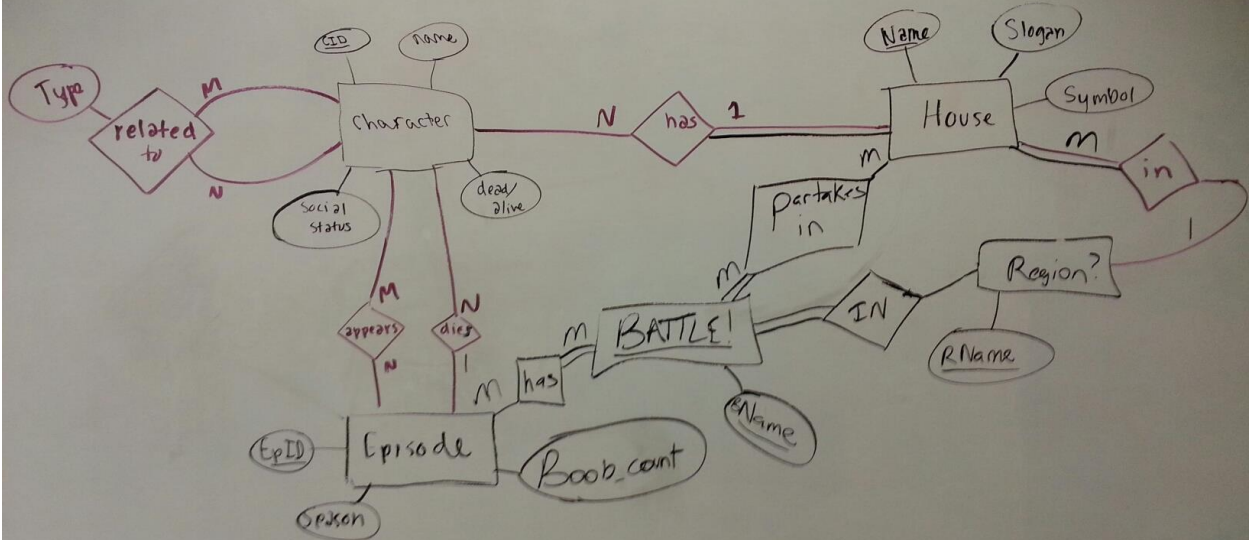 CID
name
Name
Slogan
Type
M
related
to
N
Character
N
has
1
House
Symbol
M
in
1
Social
status
dead/
alive
M
Partakes
in
M
Region?
RName
IN
BATTLE!
BName
M
appears
N
N
dies
1
M
has
M
EpID
Episode
Boob_count
Season